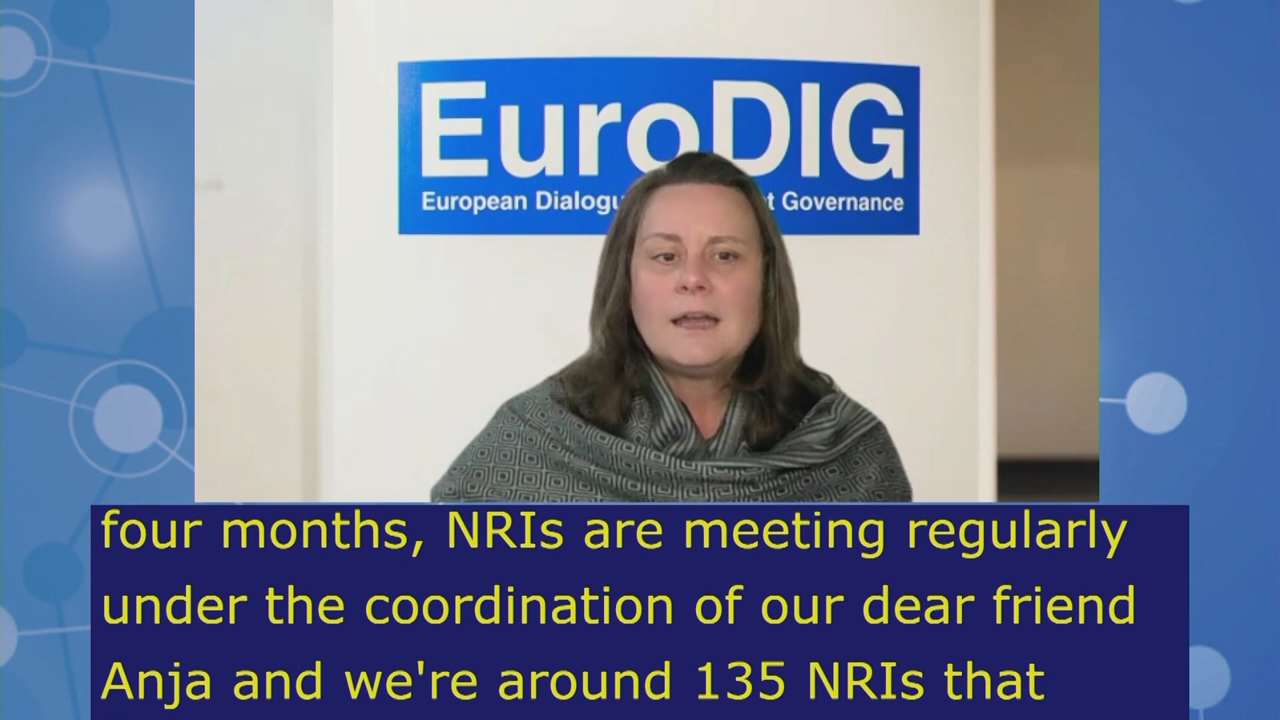 EuroDIG
European Dialogu t Governance
four months, NRIs are meeting regularly
under the coordination of our dear friend
Anja and we're around 135 NRIs that